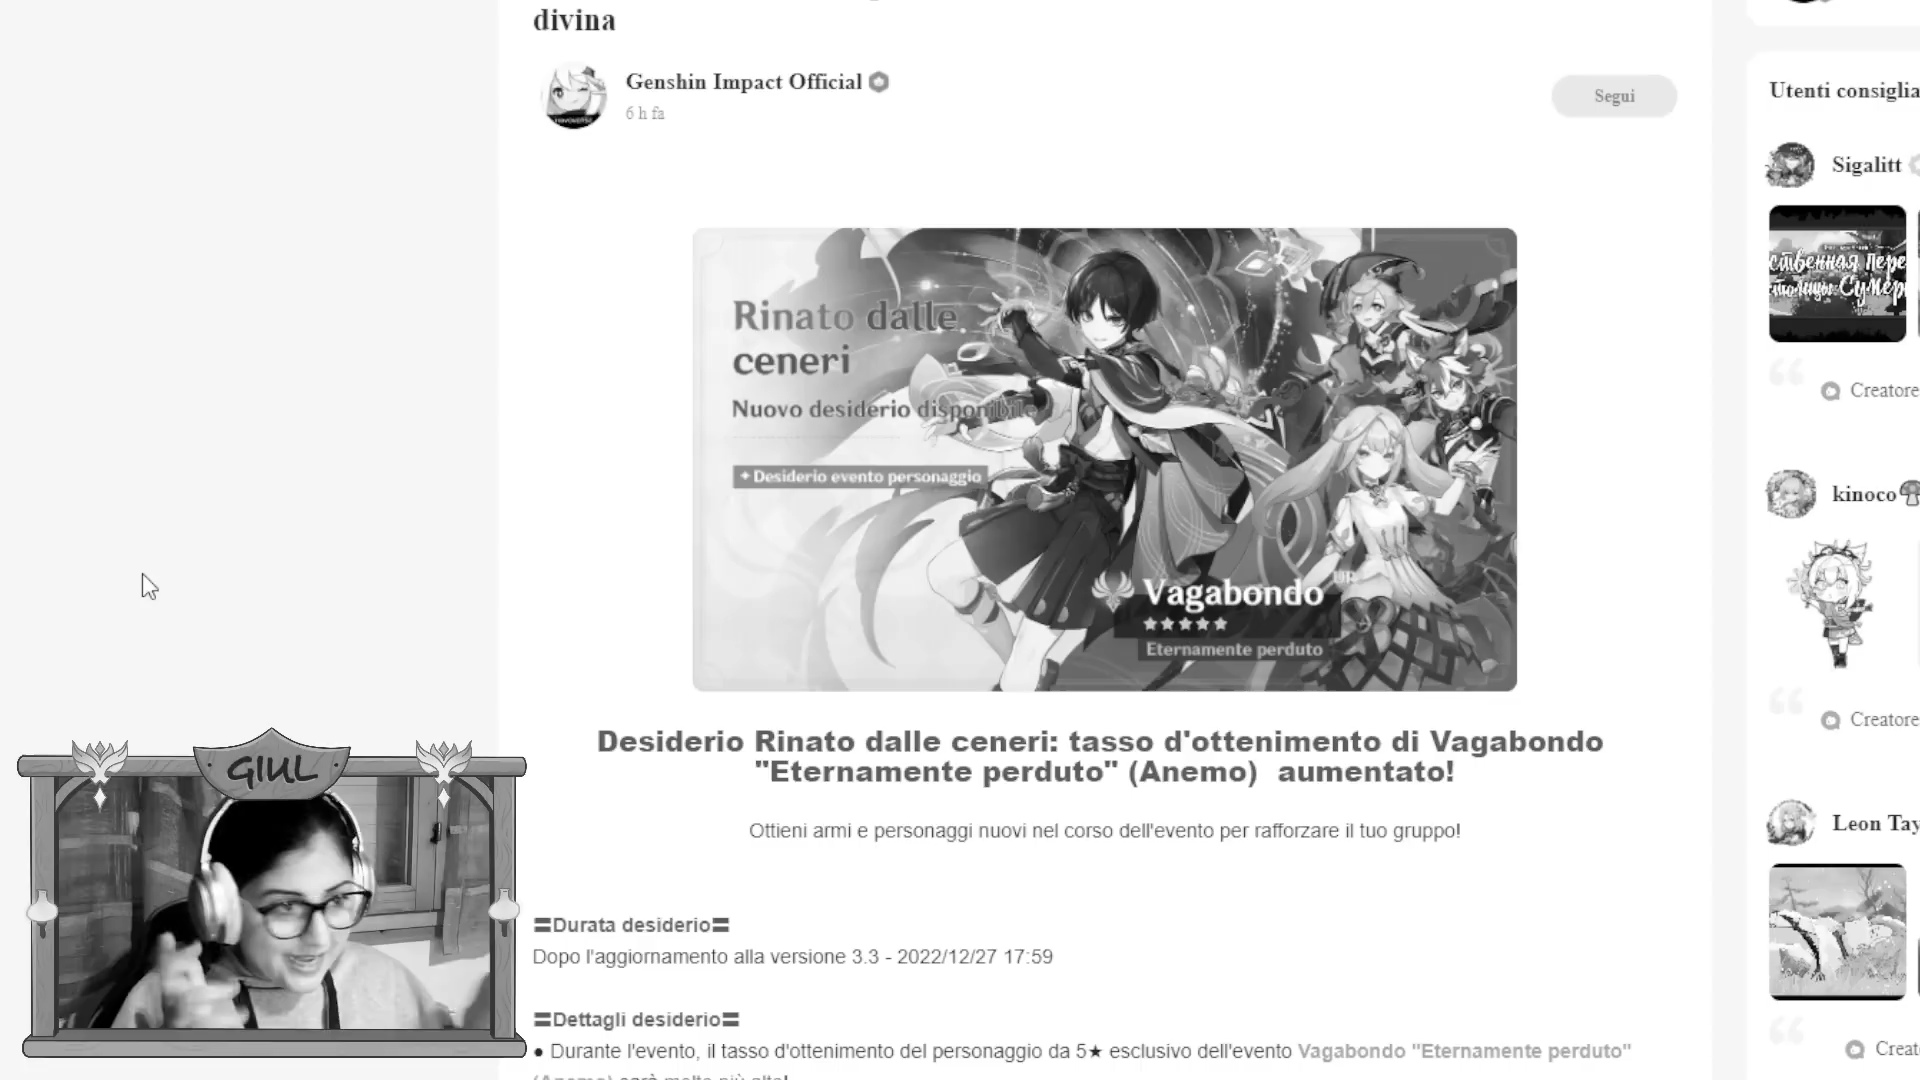 divina
Genshin Impact Official
6 h fa
Segui
Utenti consiglia
Sigalitt
Rinato dalle
ceneri
Nuovo desiderio disponibile
Desiderio evento personaggio
Vagabondo
Eternamente perduto
Creatore
kinoco
Creatore
Leon Tay
Creat
GIUL
Desiderio Rinato dalle ceneri: tasso d'ottenimento di Vagabondo
"Eternamente perduto" (Anemo) aumentato!
Ottieni armi e personaggi nuovi nel corso dell'evento per rafforzare il tuo gruppo!
〓Durata desiderio〓
Dopo l'aggiornamento alla versione 3.3 - 2022/12/27 17:59
〓Dettagli desiderio〓
● Durante l'evento, il tasso d'ottenimento del personaggio da 5★ esclusivo dell'evento Vagabondo "Eternamente perduto"